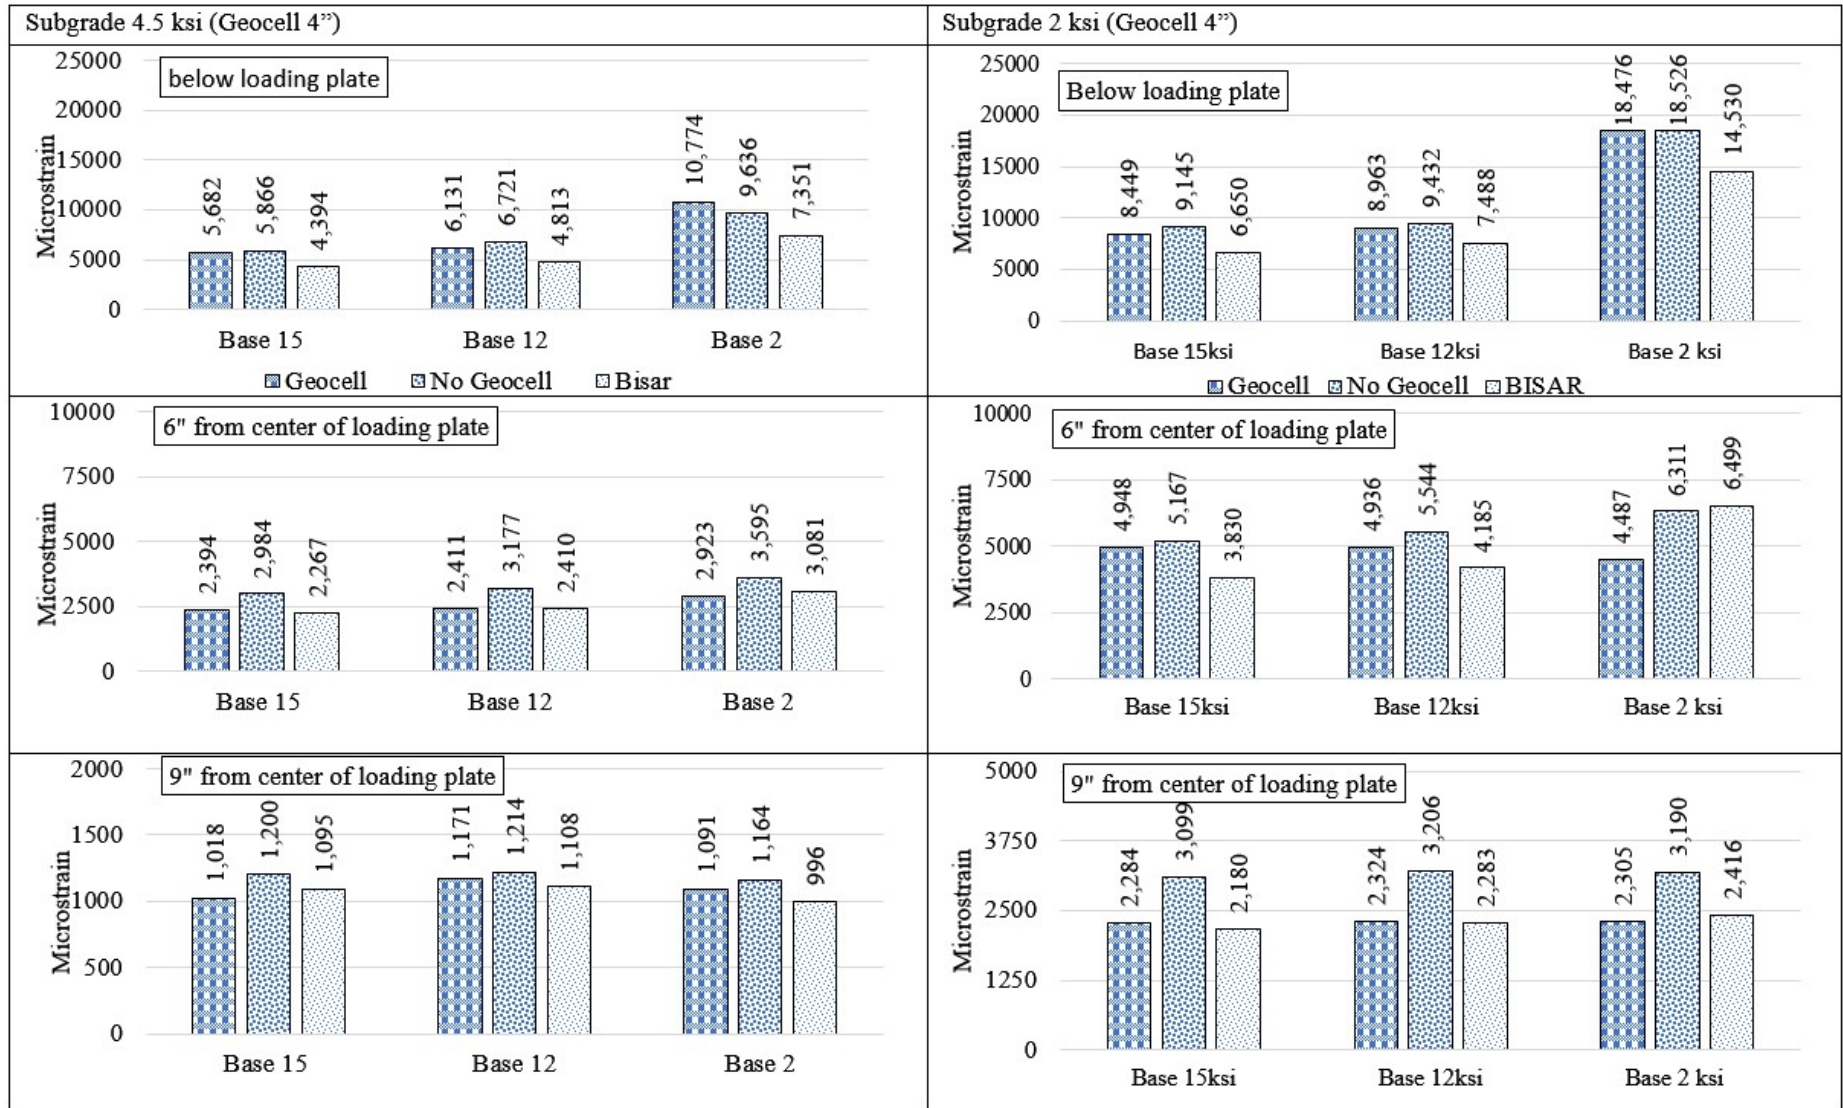 Subgrade 4.5 ksi (Geocell 4”)
below loading plate
Microstrain
25000
20000
15000
10000
5000
0
5,682
5,866
4,394
6,131
6,721
4,813
10,774
9,636
7,351
Base 15
Base 12
Base 2
Geocell
No Geocell
Bisar
Subgrade 2 ksi (Geocell 4”)
Below loading plate
Microstrain
25000
20000
15000
10000
5000
0
8,449
9,145
6,650
8,963
9,432
7,488
18,476
18,526
14,530
Base 15ksi
Base 12ksi
Base 2 ksi
Geocell
No Geocell
BISAR
6" from center of loading plate
Microstrain
10000
7500
5000
2500
0
2,394
2,984
2,267
2,411
3,177
2,410
2,923
3,595
3,081
Base 15
Base 12
Base 2
6" from center of loading plate
Microstrain
10000
7500
5000
2500
0
4,948
5,167
3,830
4,936
5,544
4,185
4,487
6,311
6,499
Base 15ksi
Base 12ksi
Base 2 ksi
9" from center of loading plate
Microstrain
2000
1500
1000
500
0
1,018
1,200
1,095
1,171
1,214
1,108
1,091
1,164
996
Base 15
Base 12
Base 2
9" from center of loading plate
Microstrain
5000
3750
2500
1250
0
2,284
3,099
2,180
2,324
3,206
2,283
2,305
3,190
2,416
Base 15ksi
Base 12ksi
Base 2 ksi